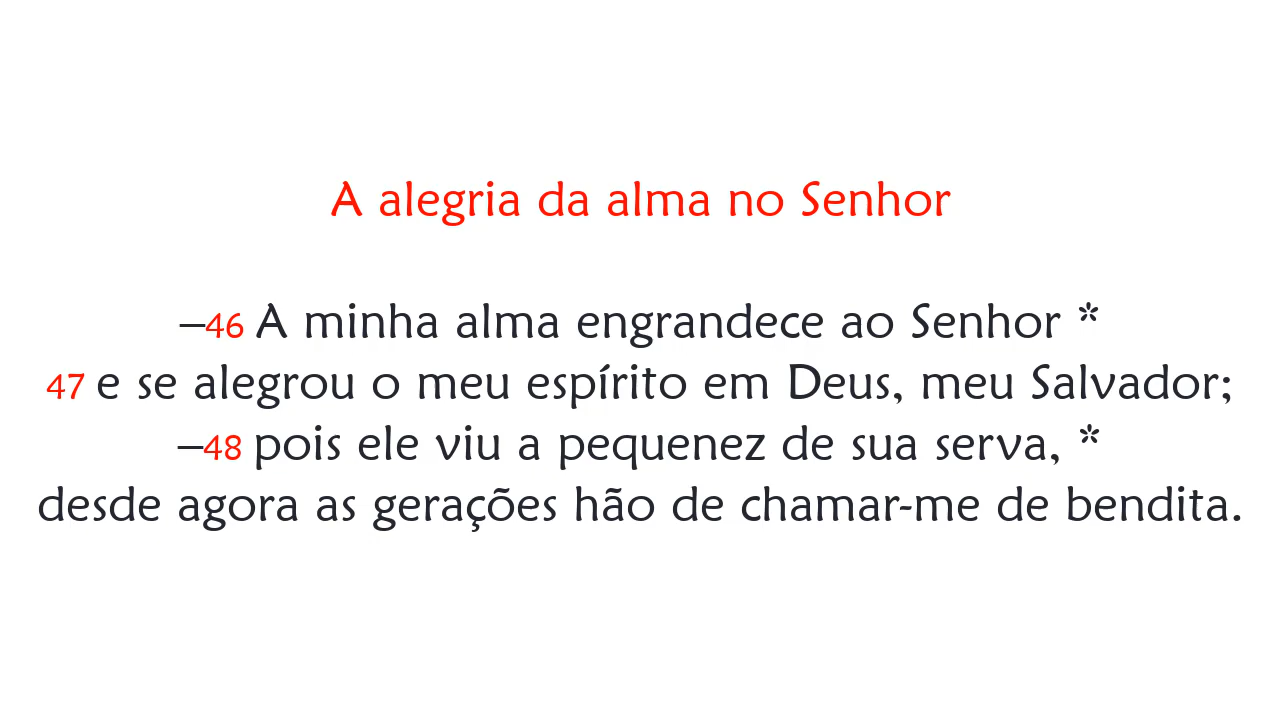 A alegria da alma no Senhor
–46 A minha alma engrandece ao Senhor *
47 e se alegrou o meu espírito em Deus, meu Salvador;
–48 pois ele viu a pequenez de sua serva, *
desde agora as gerações hão de chamar-me de bendita.